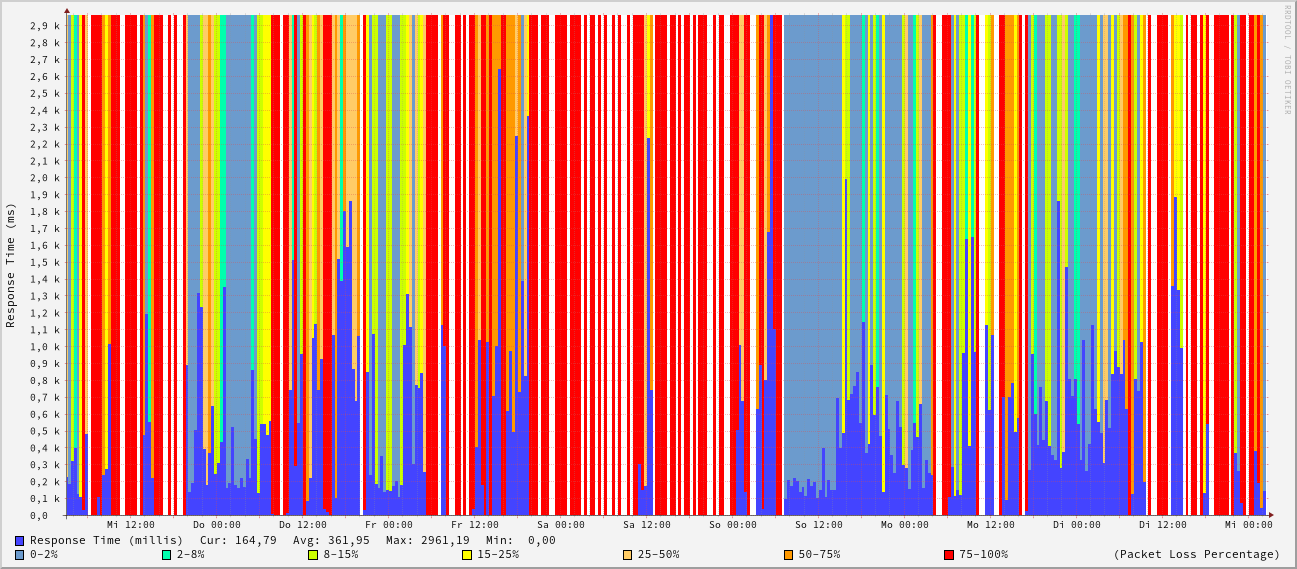 RRDTOOL / TOBI OETIKER
Response Time (ms)
2,9 k
2,8 k
2,7 k
2,6 k
2,5 k
2,4 k
2,3 k
2,2 k
2,1 k
2,0 k
1,9 k
1,8 k
1,7 k
1,6 k
1,5 k
1,4 k
1,3 k
1,2 k
1,1 k
1,0 k
0,9 k
0,8 k
0,7 k
0,6 k
0,5 k
0,4 k
0,3 k
0,2 k
0,1 k
0,0
Mi 12:00 Do 00:00 Do 12:00 Fr 00:00 Fr 12:00 Sa 00:00 Sa 12:00 So 00:00 So 12:00 Mo 00:00 Mo 12:00 Di 00:00 Di 12:00 Mi 00:00
Response Time (millis) Cur: 164,79 Avg: 361,95 Max: 2961,19 Min: 0,00
0-2% 2-8% 8-15% 15-25% 25-50% 50-75% 75-100% (Packet Loss Percentage)